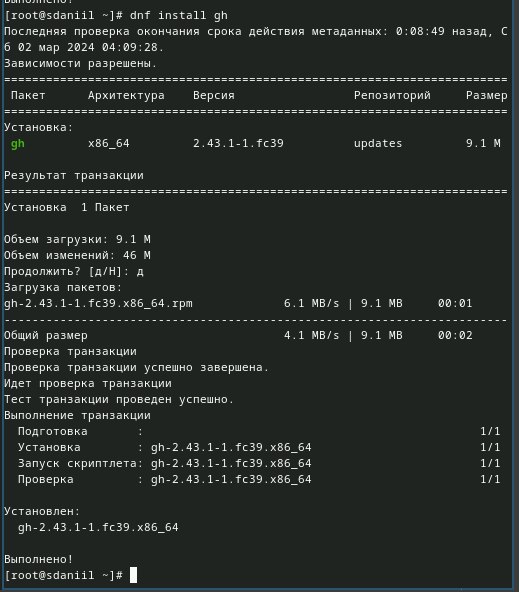 Выполнено!
[root@sdaniil ~]# dnf install gh
Последняя проверка окончания срока действия метаданных: 0:08:49 назад, С
б 02 мар 2024 04:09:28.
Зависимости разрешены.
========================================================================
 Пакет      Архитектура    Версия                 Репозиторий     Размер
========================================================================
Установка:
 gh         x86_64         2.43.1-1.fc39          updates         9.1 M

Результат транзакции
========================================================================
Установка  1 Пакет

Объем загрузки: 9.1 M
Объем изменений: 46 M
Продолжить? [д/Н]: д
Загрузка пакетов:
gh-2.43.1-1.fc39.x86_64.rpm             6.1 MB/s | 9.1 MB     00:01
------------------------------------------------------------------------
Общий размер                            4.1 MB/s | 9.1 MB     00:02
Проверка транзакции
Проверка транзакции успешно завершена.
Идет проверка транзакции
Тест транзакции проведен успешно.
Выполнение транзакции
  Подготовка       :                                                1/1
  Установка        : gh-2.43.1-1.fc39.x86_64                        1/1
  Запуск скриптлета: gh-2.43.1-1.fc39.x86_64                        1/1
  Проверка         : gh-2.43.1-1.fc39.x86_64                        1/1

Установлен:
  gh-2.43.1-1.fc39.x86_64

Выполнено!
[root@sdaniil ~]#